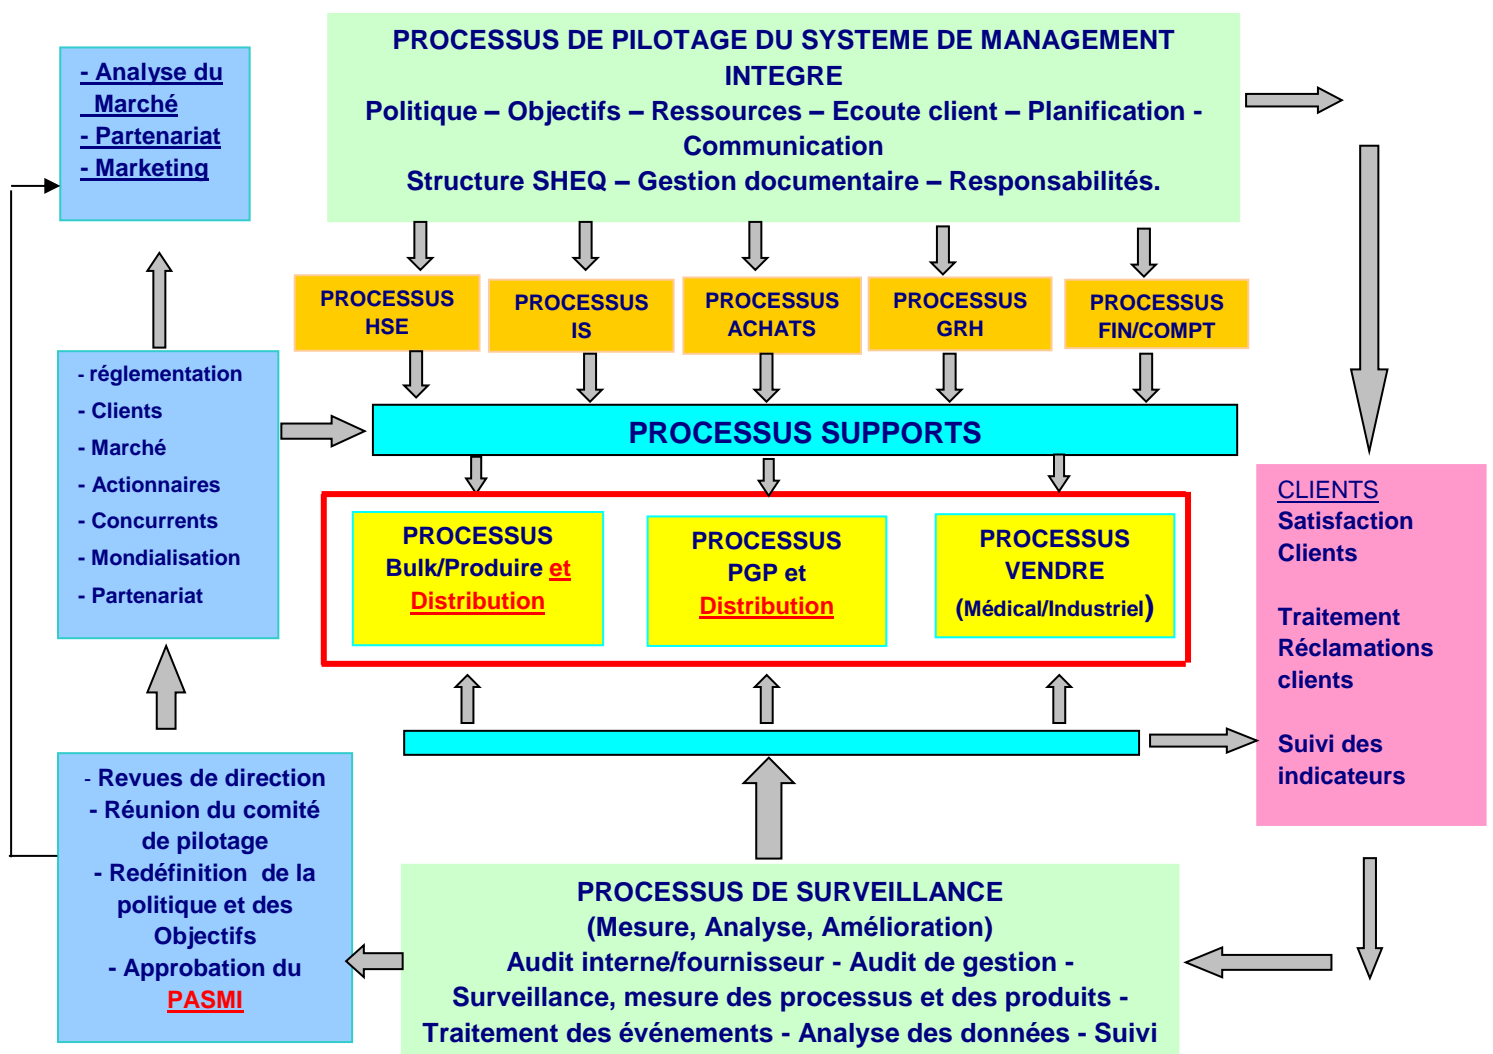 PROCESSUS DE PILOTAGE DU SYSTEME DE MANAGEMENT
INTEGRE
Politique – Objectifs – Ressources – Ecoute client – Planification -
Communication
Structure SHEQ – Gestion documentaire – Responsabilités.
- Analyse du
Marché
- Partenariat
- Marketing
PROCESSUS
HSE
PROCESSUS
IS
PROCESSUS
ACHATS
PROCESSUS
GRH
PROCESSUS
FIN/COMPT
- réglementation
- Clients
- Marché
- Actionnaires
- Concurrents
- Mondialisation
- Partenariat
PROCESSUS SUPPORTS
PROCESSUS
Bulk/Produire et
Distribution
PROCESSUS
PGP et
Distribution
PROCESSUS
VENDRE
(Médical/Industriel)
CLIENTS
Satisfaction
Clients
Traitement
Réclamations
clients
Suivi des
indicateurs
- Revues de direction
- Réunion du comité
de pilotage
- Redéfinition de la
politique et des
Objectifs
- Approbation du
PASMI
PROCESSUS DE SURVEILLANCE
(Mesure, Analyse, Amélioration)
Audit interne/fournisseur - Audit de gestion -
Surveillance, mesure des processus et des produits -
Traitement des événements - Analyse des données - Suivi